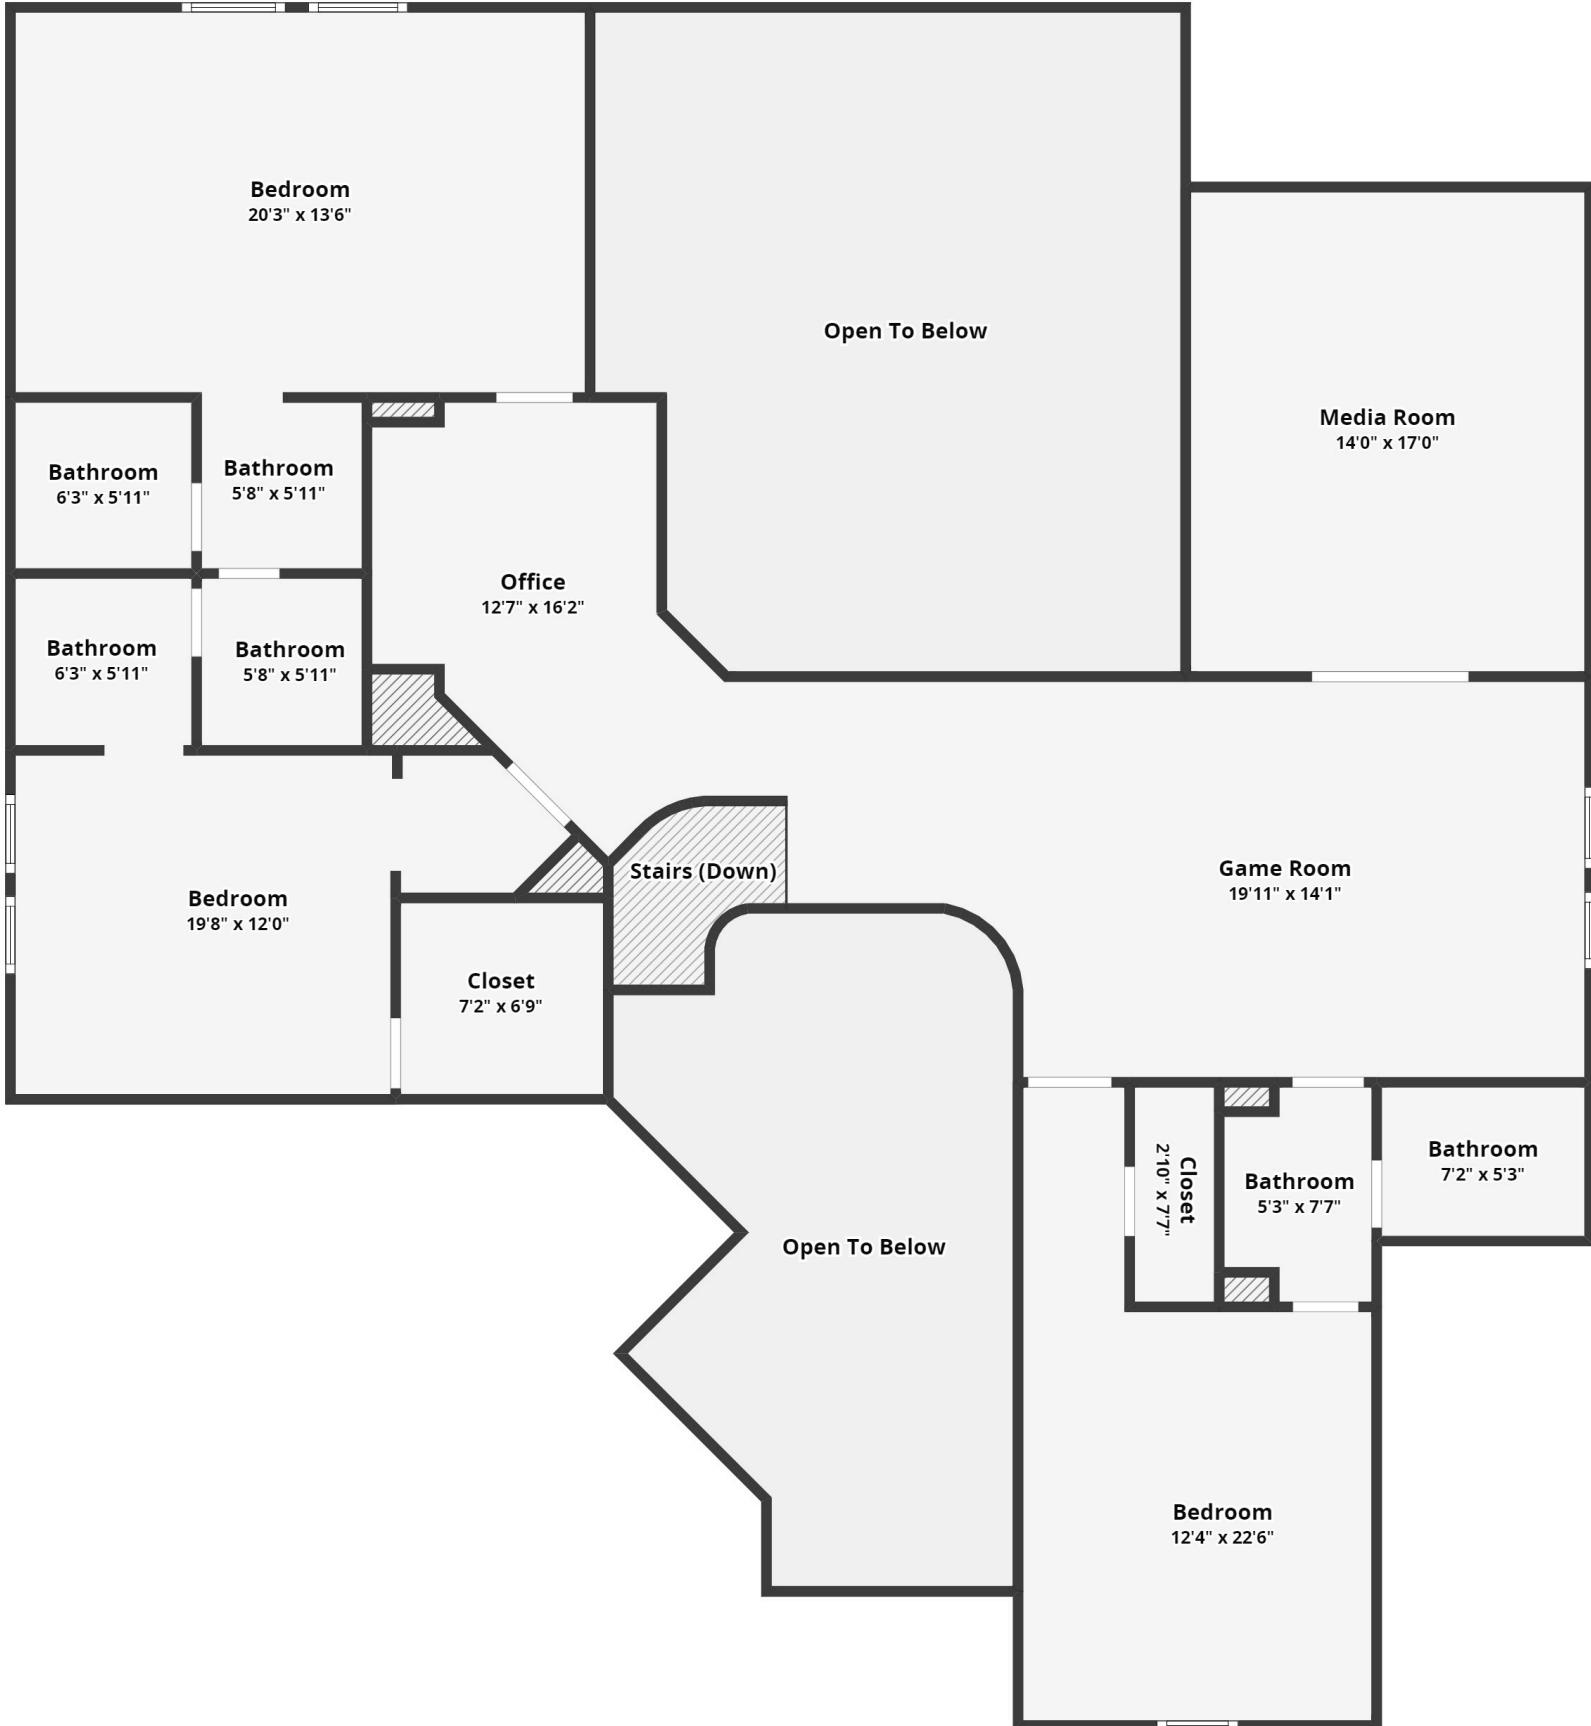 Bedroom
20'3" x 13'6"
Open To Below
Media Room
14'0" x 17'0"
Bathroom
6'3" x 5'11"
Bathroom
5'8" x 5'11"
Office
12'7" x 16'2"
Bathroom
6'3" x 5'11"
Bathroom
5'8" x 5'11"
Stairs (Down)
Game Room
19'11" x 14'1"
Bedroom
19'8" x 12'0"
Closet
7'2" x 6'9"
Closet
2'10" x 7'7"
Bathroom
5'3" x 7'7"
Bathroom
7'2" x 5'3"
Open To Below
Bedroom
12'4" x 22'6"